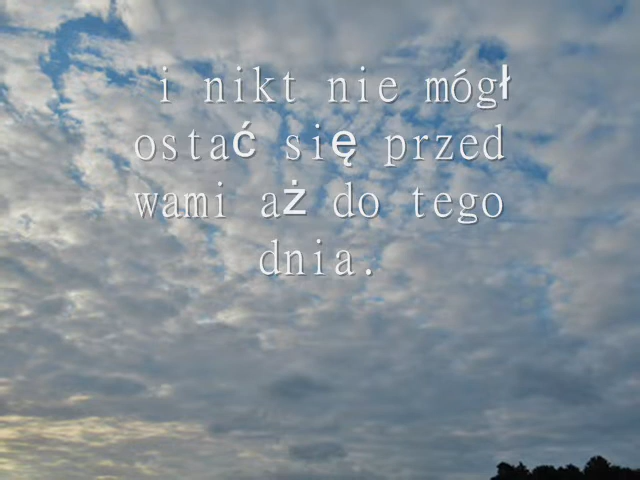 i nikt nie mógł
ostać się przed
wami aż do tego
dnia.